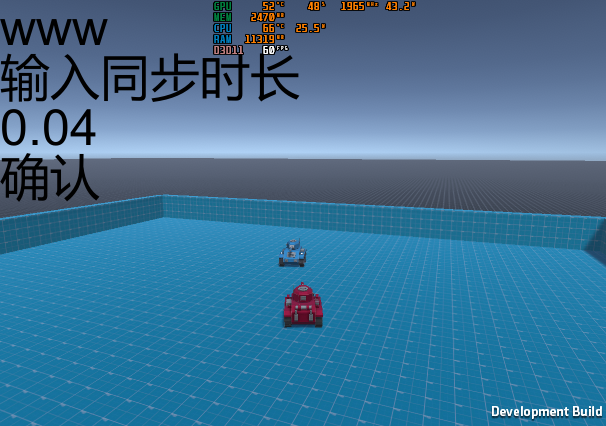 GPU 52°C 48% 1965MHz 43.2W
MEM 2470MB
CPU 66°C 25.5W
RAM 11319MB
D3D11 60FPS
www
输入同步时长
0.04
确认
Development Build